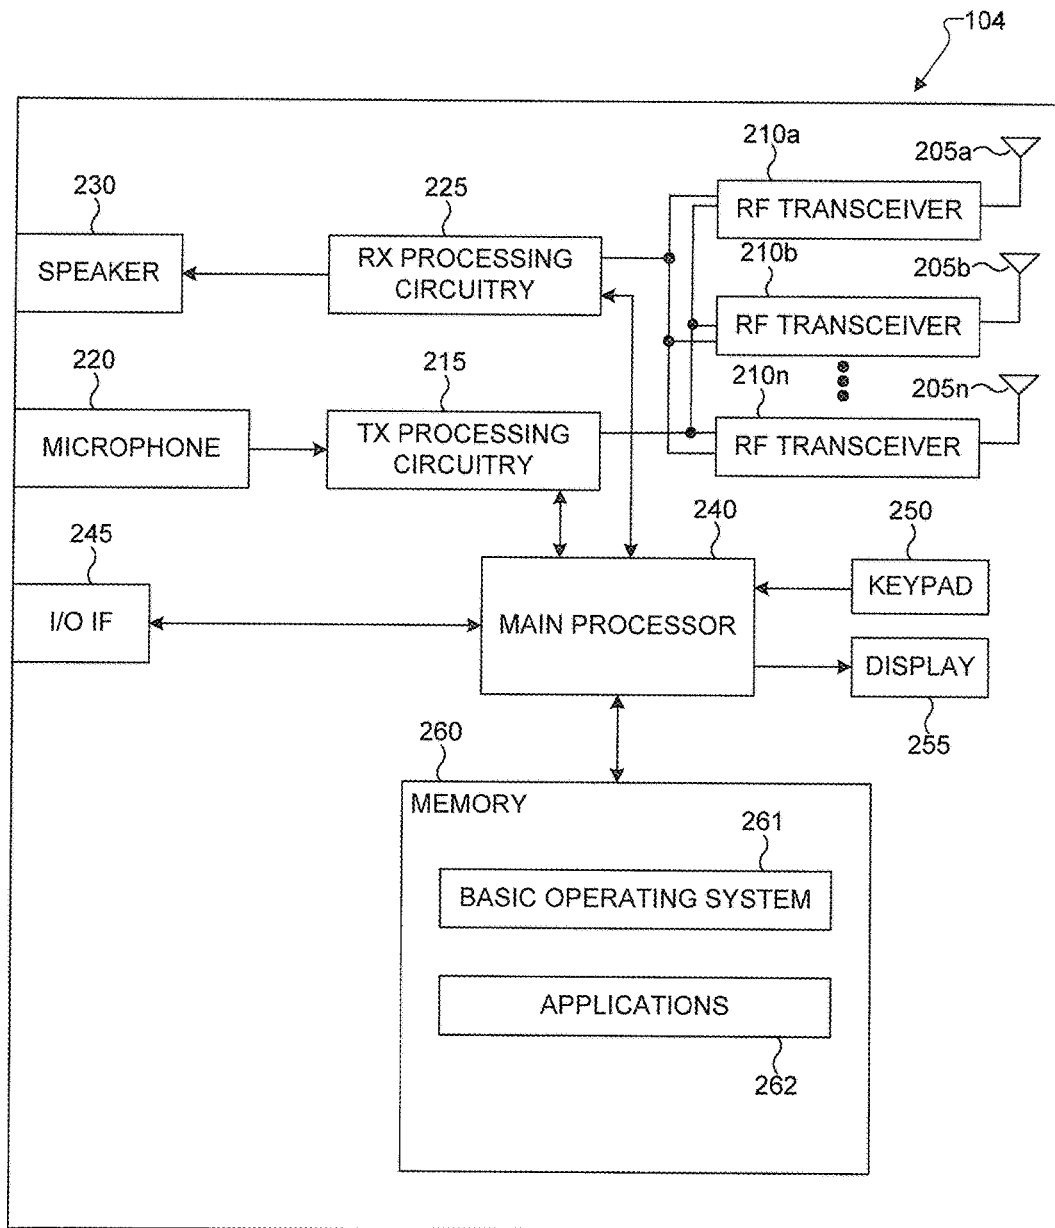 104
210a
205a
230
225
RF TRANSCEIVER
SPEAKER
RX PROCESSING
CIRCUITRY
210b
205b
RF TRANSCEIVER
220
215
210n
205n
MICROPHONE
TX PROCESSING
CIRCUITRY
RF TRANSCEIVER
245
240
250
I/O IF
MAIN PROCESSOR
KEYPAD
DISPLAY
255
260
MEMORY
261
BASIC OPERATING SYSTEM
APPLICATIONS
262